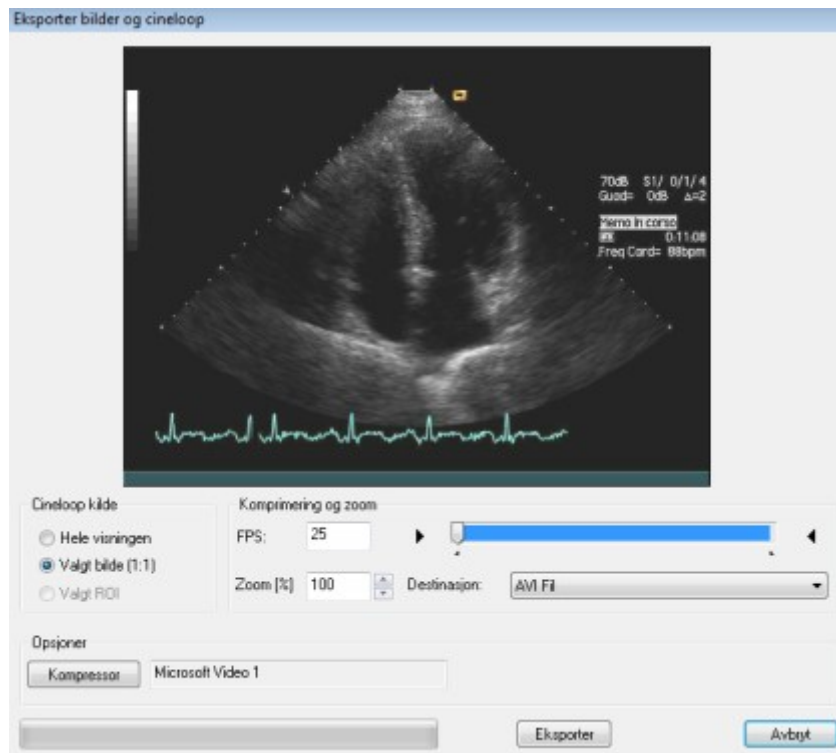 Eksporter bilder og cineloop
70dB S1/ 0/1/4
Guad= 0dB Δ=2
Memo in corso
0:11:08
Freq Card= 88bpm
Cineloop kilde
Hele visningen
Valgt bilde (1:1)
Valgt ROI
Komprimering og zoom
FPS: 25
Zoom [%] 100 Destinasjon: AVI Fil
Opsjoner
Kompressor Microsoft Video 1
Eksporter Avbryt